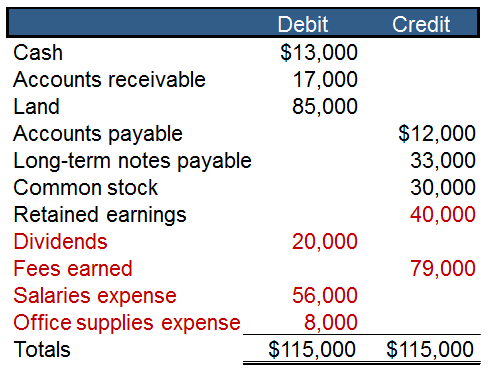 Debit Credit
Cash $13,000
Accounts receivable 17,000
Land 85,000
Accounts payable $12,000
Long-term notes payable 33,000
Common stock 30,000
Retained earnings 40,000
Dividends 20,000
Fees earned 79,000
Salaries expense 56,000
Office supplies expense 8,000
Totals $115,000 $115,000